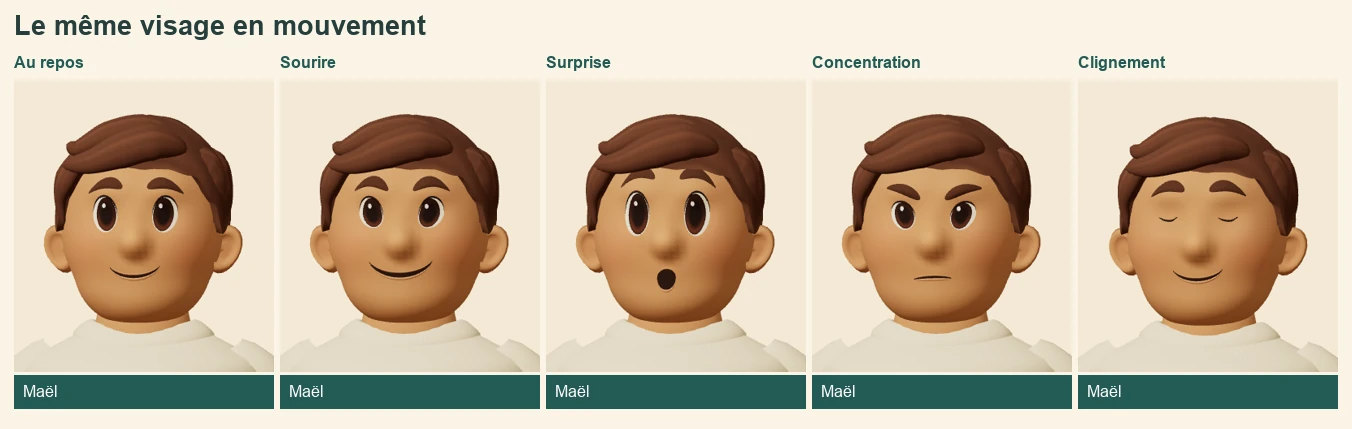 Le même visage en mouvement
Au repos
Sourire
Surprise
Concentration
Clignement
Maël
Maël
Maël
Maël
Maël